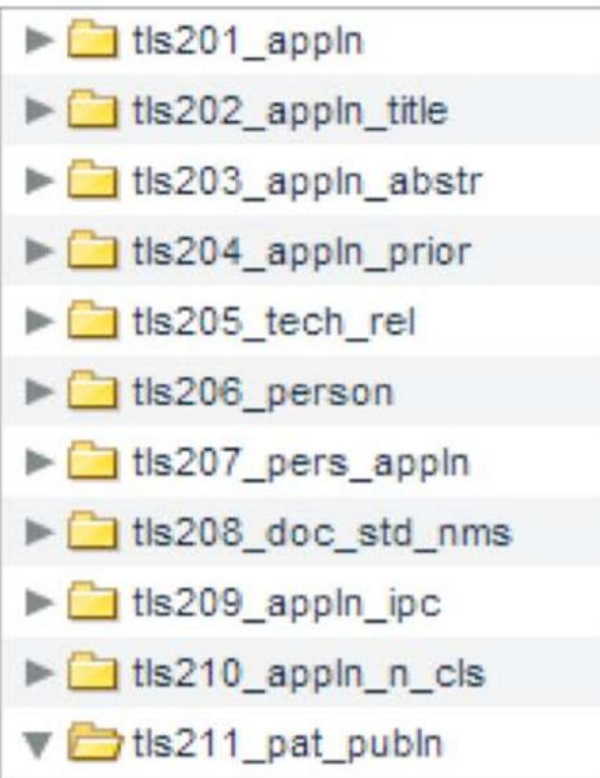 tls201_appln
tls202_appln_title
tls203_appln_abstr
tls204_appln_prior
tls205_tech_rel
tls206_person
tls207_pers_appln
tls208_doc_std_nms
tls209_appln_ipc
tls210_appln_n_cls
tls211_pat_publn